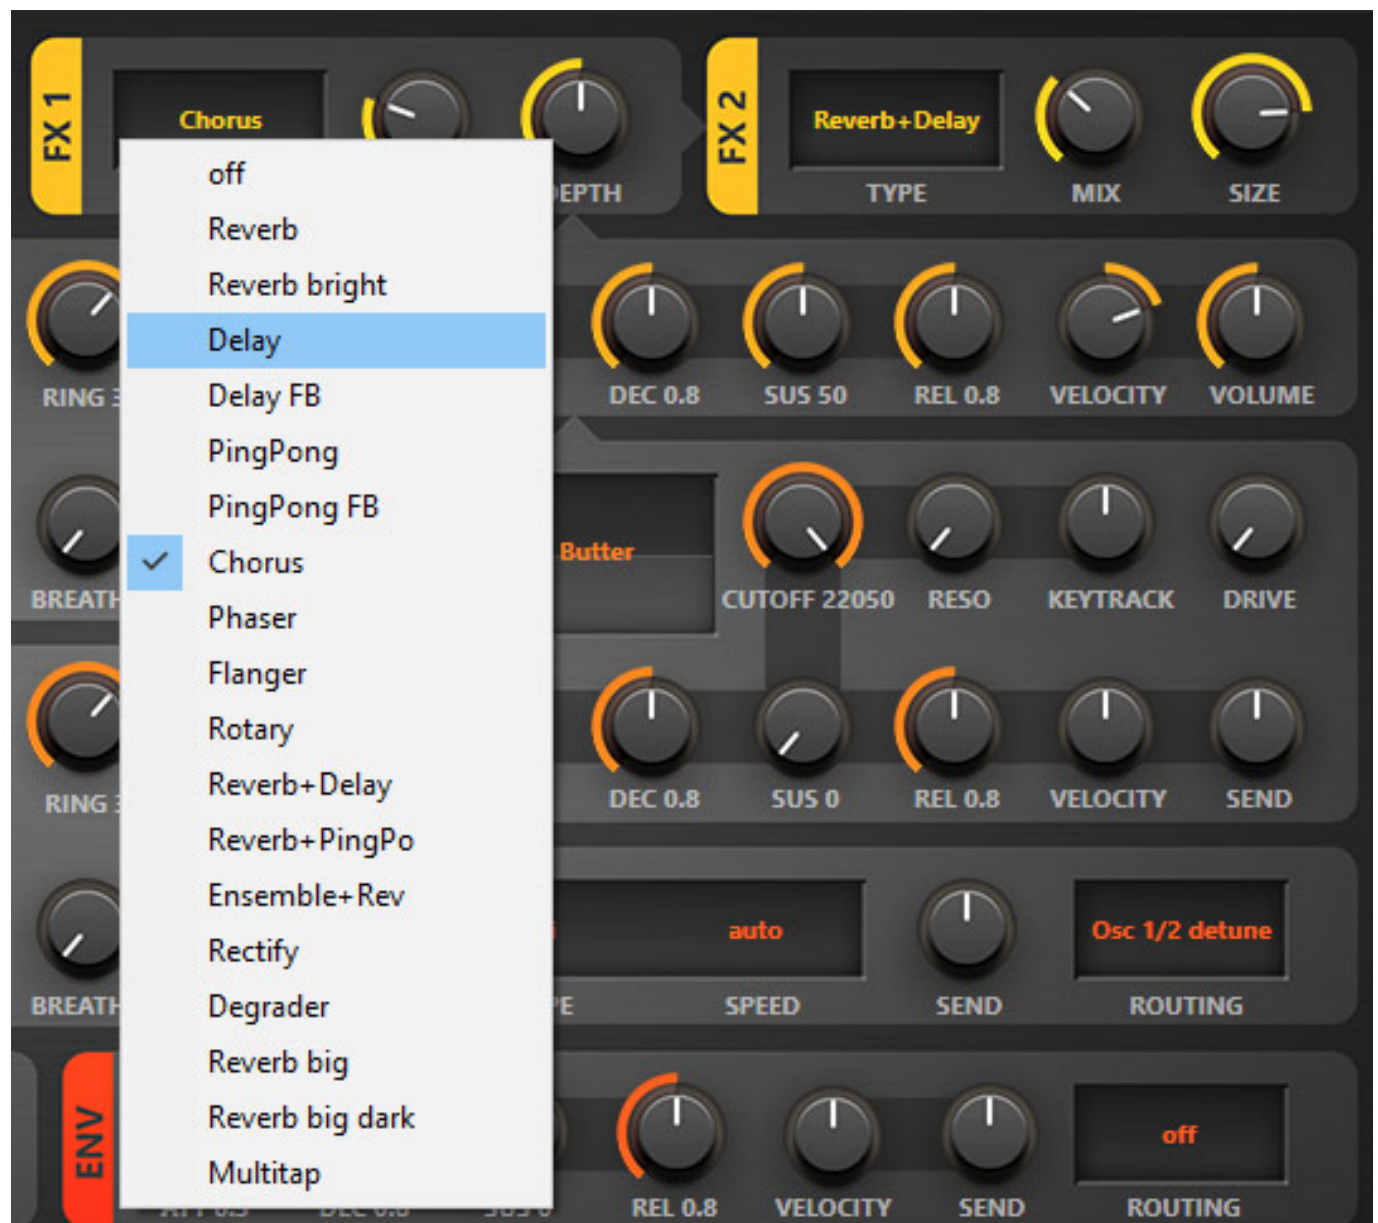 FX 1
Chorus
DEPTH
FX 2
Reverb+Delay
TYPE
MIX
SIZE
off
Reverb
Reverb bright
Delay
Delay FB
PingPong
PingPong FB
Chorus
Phaser
Flanger
Rotary
Reverb+Delay
Reverb+PingPo
Ensemble+Rev
Rectify
Degrader
Reverb big
Reverb big dark
Multitap
RING
DEC 0.8
SUS 50
REL 0.8
VELOCITY
VOLUME
BREATH
Butter
CUTOFF 22050
RESO
KEYTRACK
DRIVE
RING
DEC 0.8
SUS 0
REL 0.8
VELOCITY
SEND
BREATH
auto
SPEED
SEND
Osc 1/2 detune
ROUTING
ENV
REL 0.8
VELOCITY
SEND
off
ROUTING